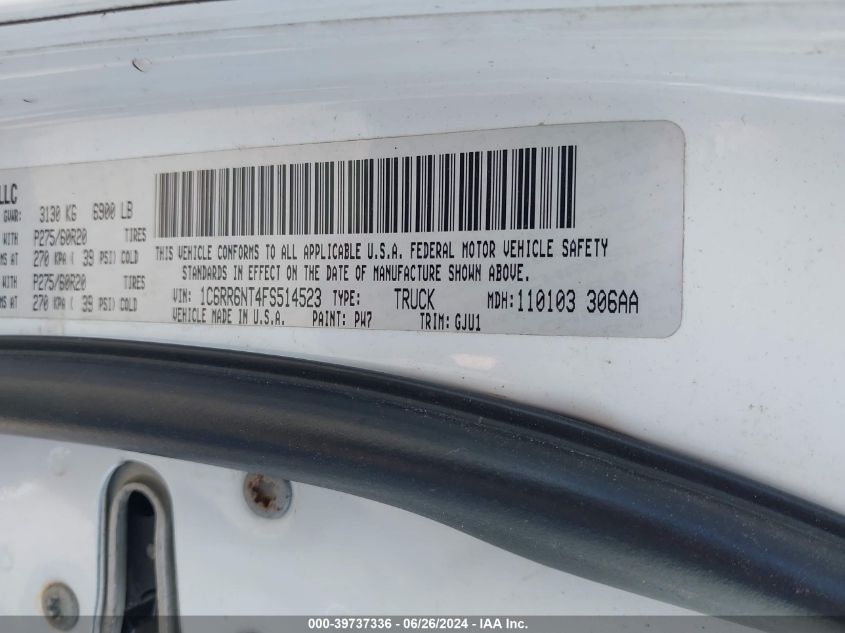 LLC
GVWR: 3130 KG 6900 LB
WITH P275/60R20 TIRES
MS AT 270 KPA ( 39 PSI) COLD
WITH P275/60R20 TIRES
MS AT 270 KPA ( 39 PSI) COLD
THIS VEHICLE CONFORMS TO ALL APPLICABLE U.S.A. FEDERAL MOTOR VEHICLE SAFETY
STANDARDS IN EFFECT ON THE DATE OF MANUFACTURE SHOWN ABOVE.
VIN: 1C6RR6NT4FS514523 TYPE: TRUCK MDH: 110103 306AA
VEHICLE MADE IN U.S.A. PAINT: PW7 TRIM: GJU1
000-39737336 - 06/26/2024 - IAA Inc.